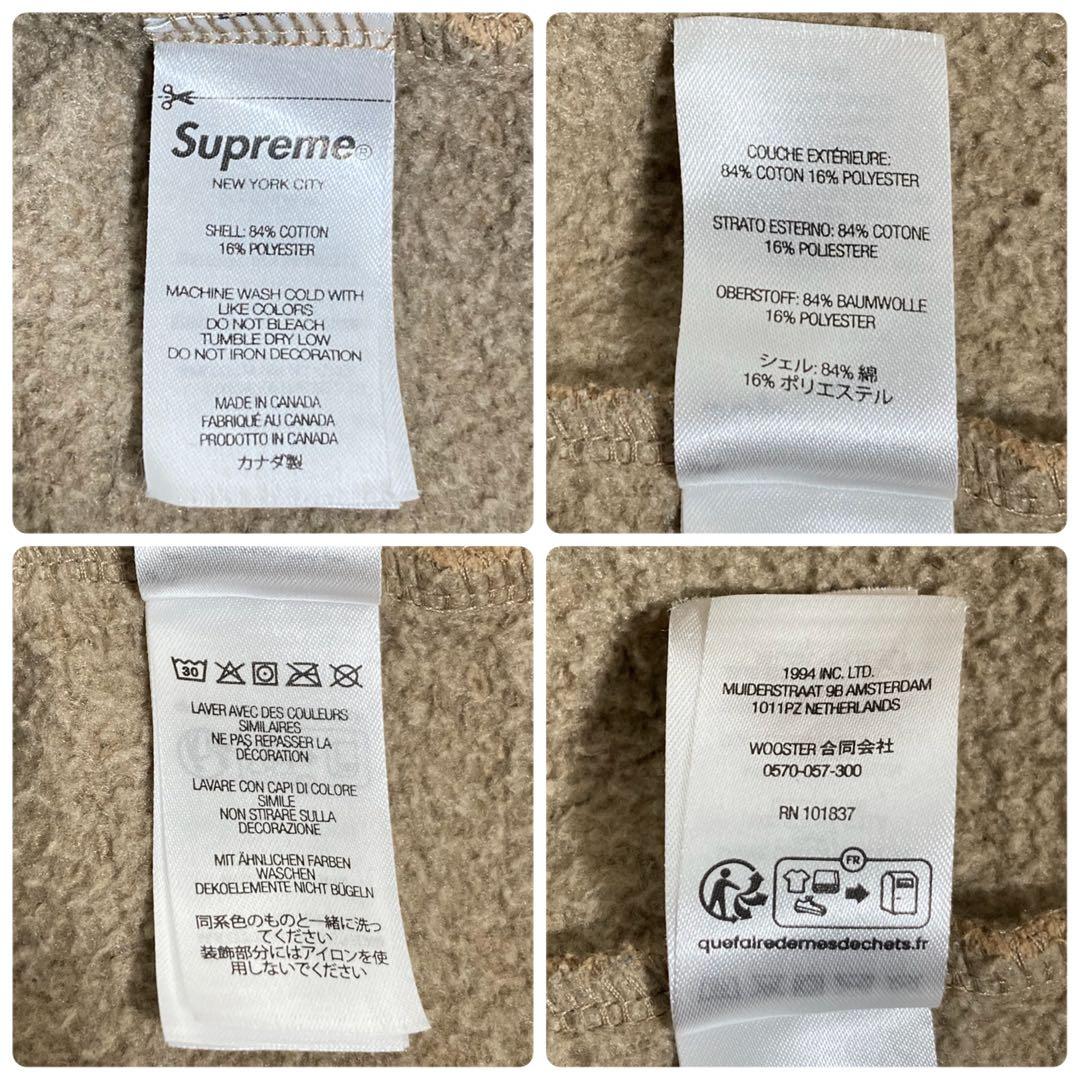 Supreme®
NEW YORK CITY
SHELL: 84% COTTON
16% POLYESTER
MACHINE WASH COLD WITH
LIKE COLORS
DO NOT BLEACH
TUMBLE DRY LOW
DO NOT IRON DECORATION
MADE IN CANADA
FABRIQUÉ AU CANADA
PRODOTTO IN CANADA
カナダ製
COUCHE EXTÉRIEURE:
84% COTON 16% POLYESTER
STRATO ESTERNO: 84% COTONE
16% POLIESTERE
OBERSTOFF: 84% BAUMWOLLE
16% POLYESTER
シェル: 84% 綿
16% ポリエステル
30
LAVER AVEC DES COULEURS
SIMILAIRES
NE PAS REPASSER LA
DÉCORATION
LAVARE CON CAPI DI COLORE
SIMILE
NON STIRARE SULLA
DECORAZIONE
MIT ÄHNLICHEN FARBEN
WASCHEN
DEKOELEMENTE NICHT BÜGELN
同系色のものと一緒に洗っ
てください
装飾部分にはアイロンを使
用しないでください
1994 INC. LTD.
MUIDERSTRAAT 9B AMSTERDAM
1011PZ NETHERLANDS
WOOSTER 合同会社
0570-057-300
RN 101837
FR
quefairedemesdechets.fr